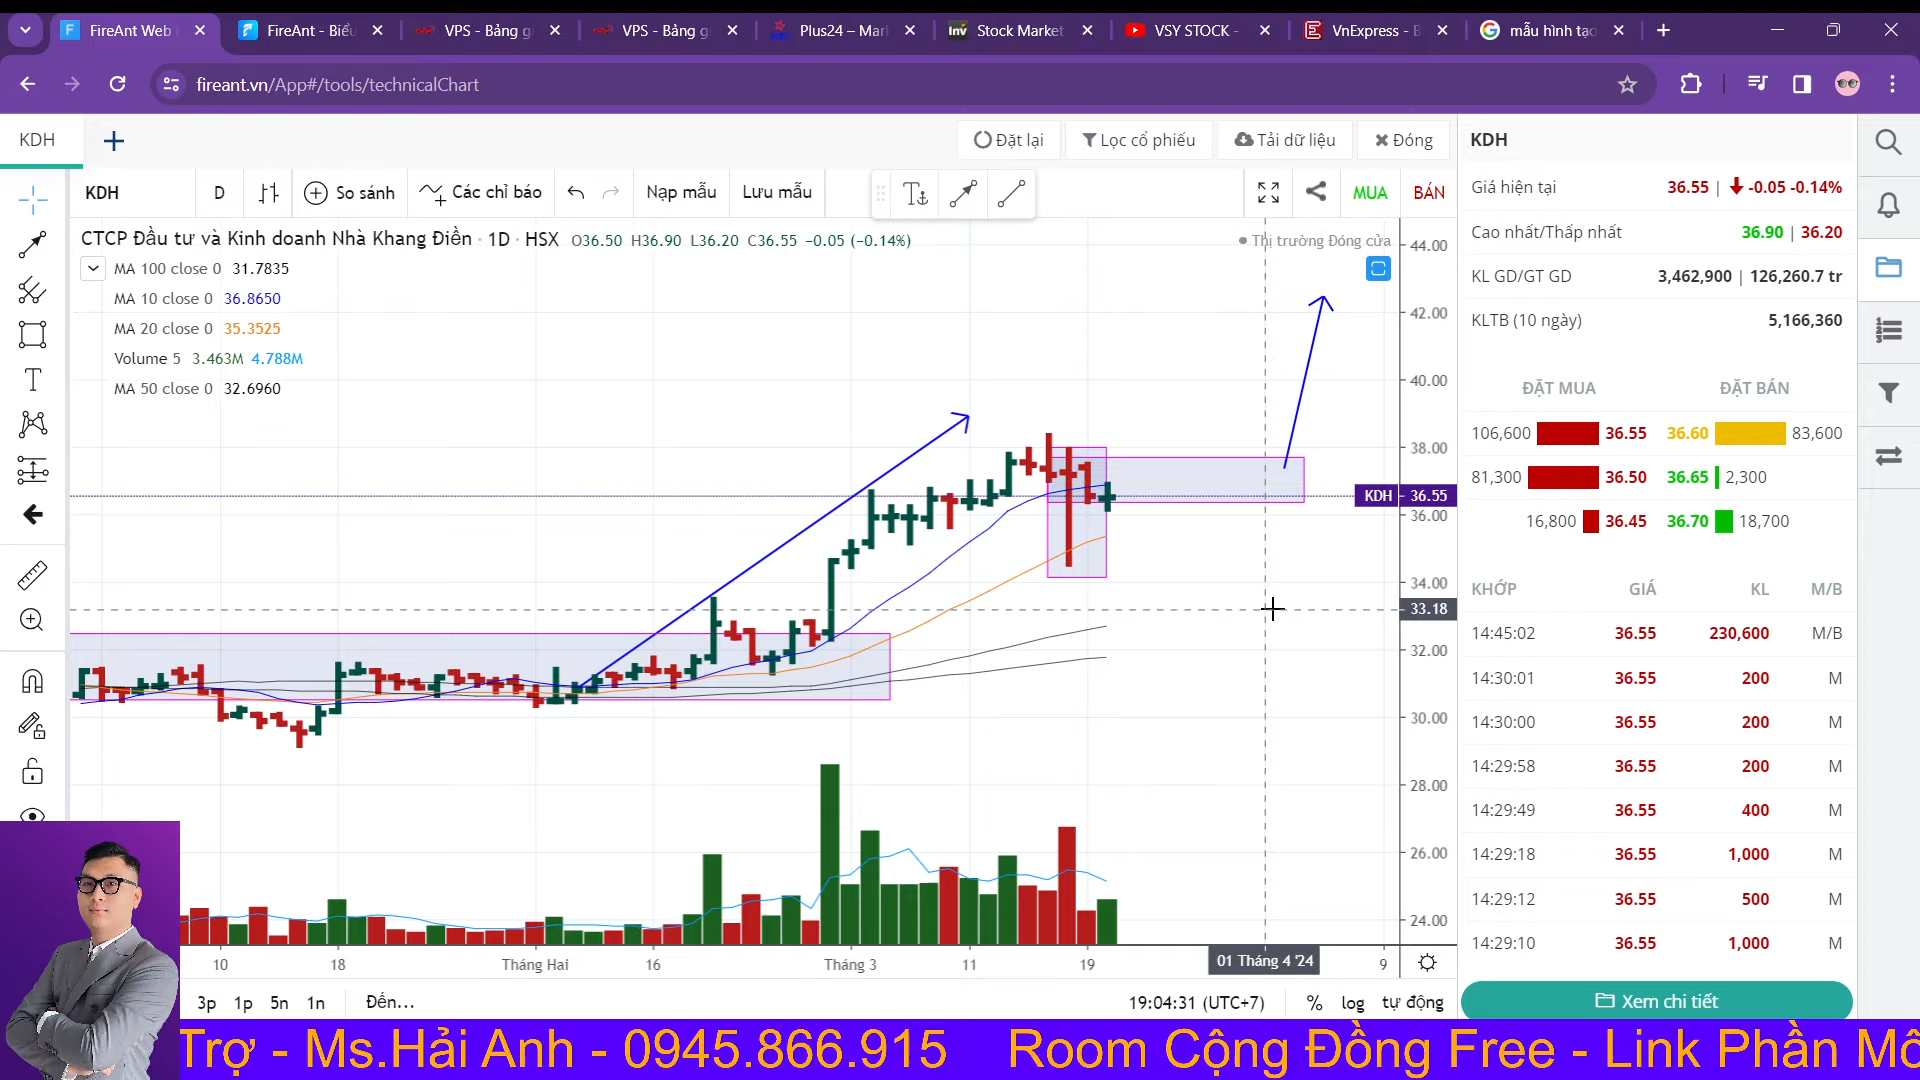 FireAnt Web
FireAnt - Biể
VPS - Bảng g
VPS - Bảng g
Plus24 – Mar
Stock Market
VSY STOCK -
VnExpress - B
mẫu hình tạo
fireant.vn/App#/tools/technicalChart
KDH
Đặt lại
Lọc cổ phiếu
Tải dữ liệu
Đóng
KDH
D
So sánh
Các chỉ báo
Nạp mẫu
Lưu mẫu
MUA
BÁN
CTCP Đầu tư và Kinh doanh Nhà Khang Điền · 1D · HSX O36.50 H36.90 L36.20 C36.55 −0.05 (−0.14%)
Thị trường Đóng cửa
MA 100 close 0 31.7835
MA 10 close 0 36.8650
MA 20 close 0 35.3525
Volume 5 3.463M 4.788M
MA 50 close 0 32.6960
44.00
42.00
40.00
38.00
KDH 36.55
36.00
34.00
33.18
32.00
30.00
28.00
26.00
24.00
10
18
Tháng Hai
16
Tháng 3
11
19
01 Tháng 4 '24
9
3p 1p 5n 1n Đến...
19:04:31 (UTC+7) % log tự động
KDH
Giá hiện tại 36.55 | -0.05 -0.14%
Cao nhất/Thấp nhất 36.90 | 36.20
KL GD/GT GD 3,462,900 | 126,260.7 tr
KLTB (10 ngày) 5,166,360
ĐẶT MUA ĐẶT BÁN
106,600 36.55 36.60 83,600
81,300 36.50 36.65 2,300
16,800 36.45 36.70 18,700
KHỚP GIÁ KL M/B
14:45:02 36.55 230,600 M/B
14:30:01 36.55 200 M
14:30:00 36.55 200 M
14:29:58 36.55 200 M
14:29:49 36.55 400 M
14:29:18 36.55 1,000 M
14:29:12 36.55 500 M
14:29:10 36.55 1,000 M
Xem chi tiết
Trợ - Ms.Hải Anh - 0945.866.915 Room Cộng Đồng Free - Link Phần Mề